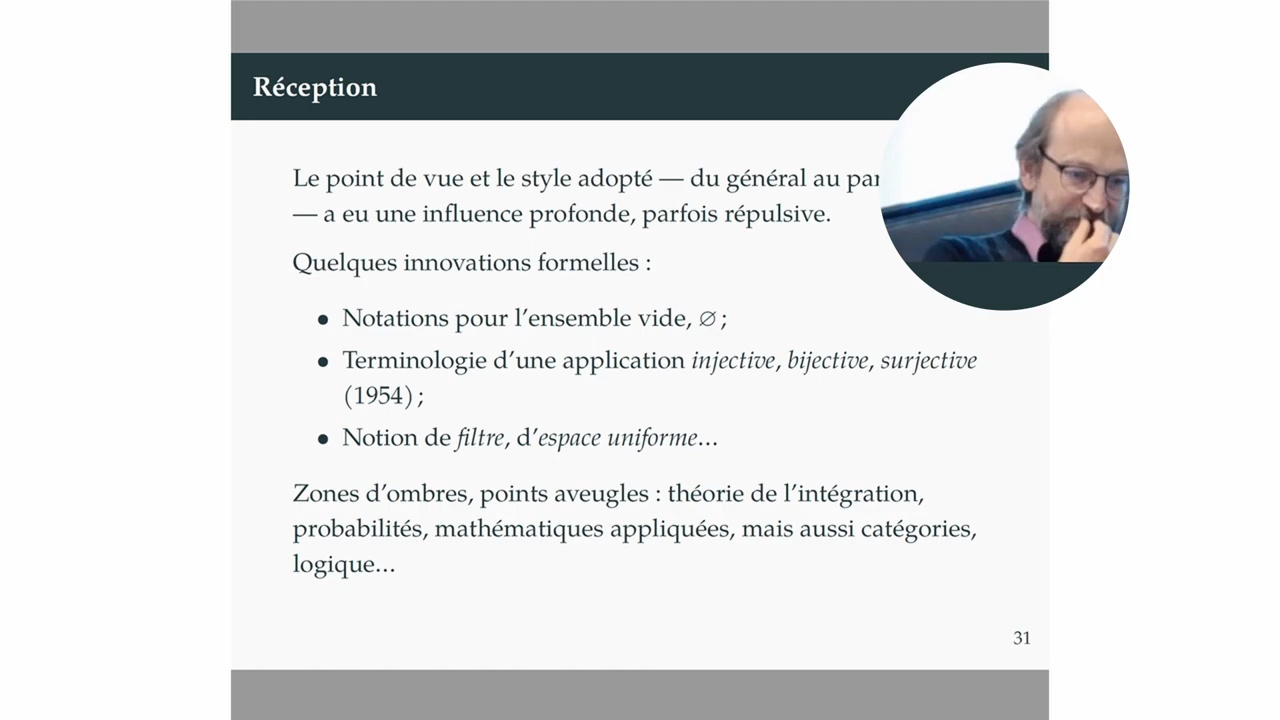 Réception
Le point de vue et le style adopté — du général au
— a eu une influence profonde, parfois répulsive.
Quelques innovations formelles :
• Notations pour l'ensemble vide, ∅ ;
• Terminologie d'une application injective, bijective, surjective
(1954) ;
• Notion de filtre, d'espace uniforme…
Zones d'ombres, points aveugles : théorie de l'intégration,
probabilités, mathématiques appliquées, mais aussi catégories,
logique…
31